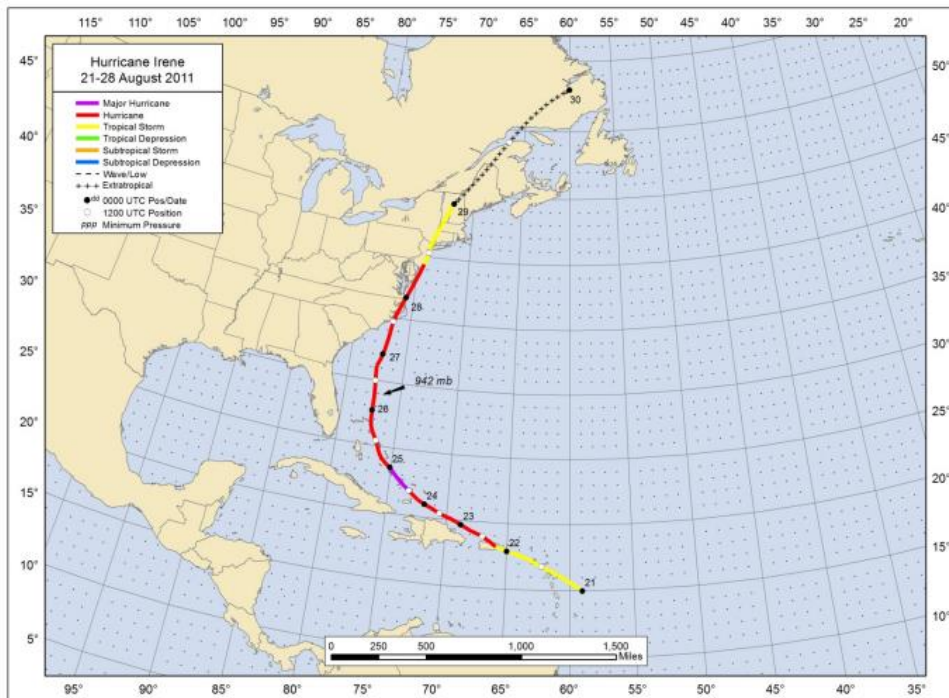 115° 110° 105° 100° 95° 90° 85° 80° 75° 70° 65° 60° 55° 50° 45° 40° 35° 30° 25° 20°
Hurricane Irene
21-28 August 2011
Major Hurricane
Hurricane
Tropical Storm
Tropical Depression
Subtropical Storm
Subtropical Depression
Wave/Low
Extratropical
dd 0000 UTC Pos/Date
1200 UTC Position
PPP Minimum Pressure
45°
40°
35°
30°
25°
20°
15°
10°
5°
50°
45°
40°
35°
30°
25°
20°
15°
10°
30
29
28
27
942 mb
26
25
24
23
22
21
0 250 500 1,000 1,500
Miles
95° 90° 85° 80° 75° 70° 65° 60° 55° 50° 45° 40° 35°